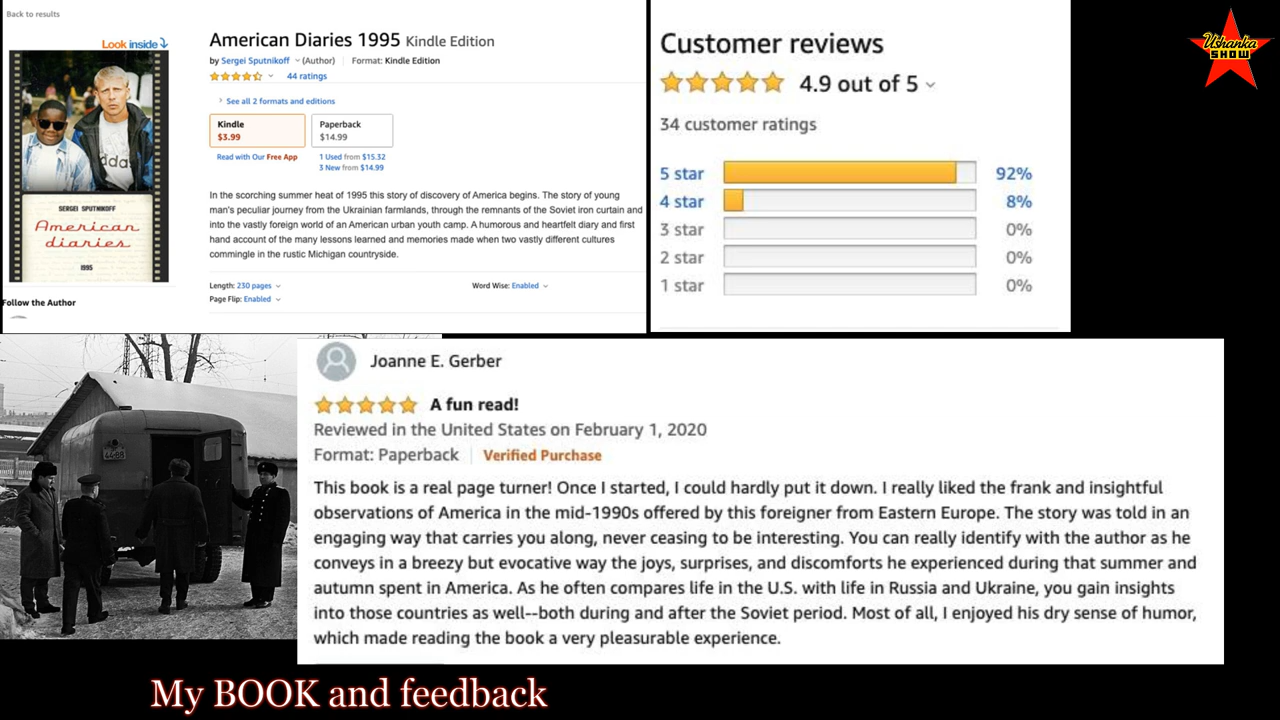 Back to results
Look inside
American Diaries 1995 Kindle Edition
by Sergei Sputnikoff (Author) Format: Kindle Edition
44 ratings
See all 2 formats and editions
Kindle
$3.99
Paperback
$14.99
Read with Our Free App
1 Used from $15.32
3 New from $14.99
In the scorching summer heat of 1995 this story of discovery of America begins. The story of young
man's peculiar journey from the Ukrainian farmlands, through the remnants of the Soviet iron curtain and
into the vastly foreign world of an American urban youth camp. A humorous and heartfelt diary and first
hand account of the many lessons learned and memories made when two vastly different cultures
commingle in the rustic Michigan countryside.
Length: 230 pages
Word Wise: Enabled
Page Flip: Enabled
adda
SERGEI SPUTNIKOFF
American
diaries
1995
Follow the Author
Customer reviews
4.9 out of 5
34 customer ratings
5 star 92%
4 star 8%
3 star 0%
2 star 0%
1 star 0%
Ushanka
SHOW
Joanne E. Gerber
A fun read!
Reviewed in the United States on February 1, 2020
Format: Paperback Verified Purchase
This book is a real page turner! Once I started, I could hardly put it down. I really liked the frank and insightful
observations of America in the mid-1990s offered by this foreigner from Eastern Europe. The story was told in an
engaging way that carries you along, never ceasing to be interesting. You can really identify with the author as he
conveys in a breezy but evocative way the joys, surprises, and discomforts he experienced during that summer and
autumn spent in America. As he often compares life in the U.S. with life in Russia and Ukraine, you gain insights
into those countries as well--both during and after the Soviet period. Most of all, I enjoyed his dry sense of humor,
which made reading the book a very pleasurable experience.
My BOOK and feedback